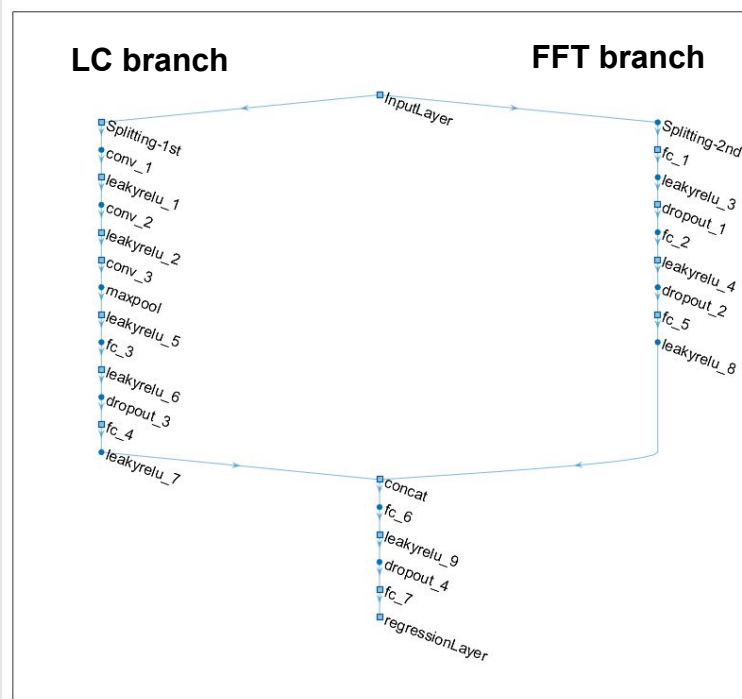 LC branch
FFT branch
InputLayer
Splitting-1st
conv_1
leakyrelu_1
conv_2
leakyrelu_2
conv_3
maxpool
leakyrelu_5
fc_3
leakyrelu_6
dropout_3
fc_4
leakyrelu_7
Splitting-2nd
fc_1
leakyrelu_3
dropout_1
fc_2
leakyrelu_4
dropout_2
fc_5
leakyrelu_8
concat
fc_6
leakyrelu_9
dropout_4
fc_7
regressionLayer